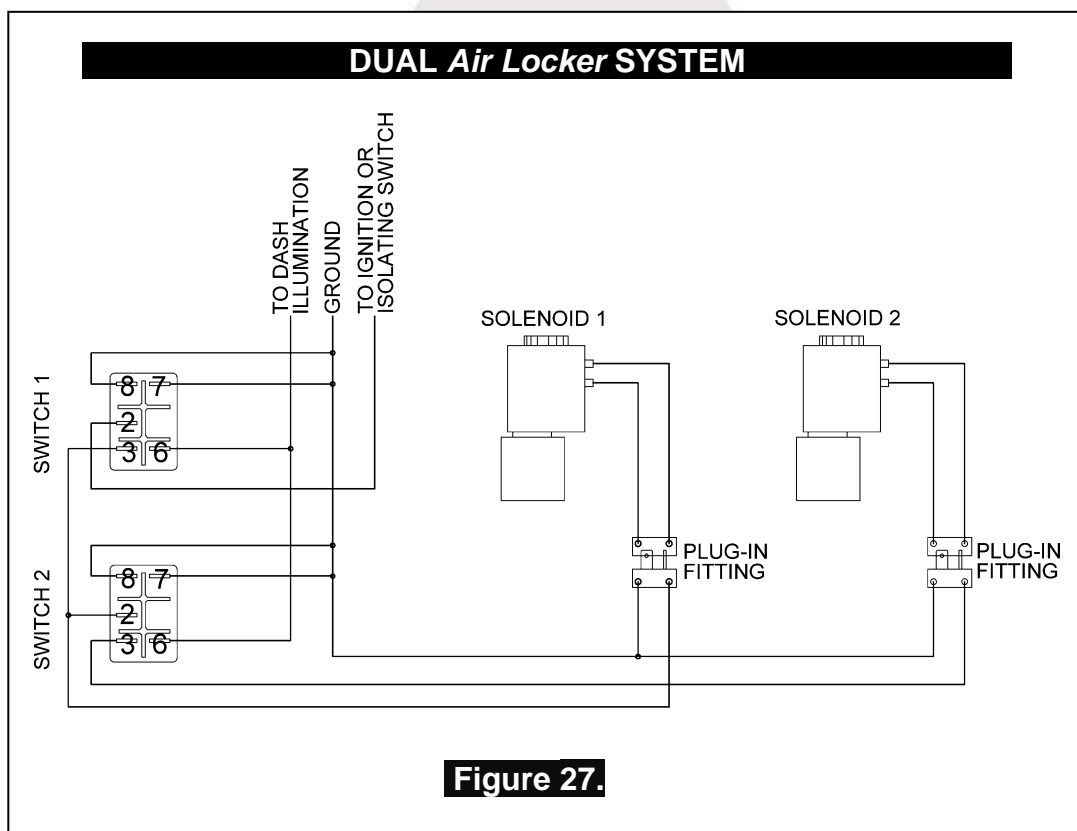 DUAL Air Locker SYSTEM
TO DASH
ILLUMINATION
GROUND
TO IGNITION OR
ISOLATING SWITCH
SOLENOID 1
SOLENOID 2
SWITCH 1
8 7
2
3 6
SWITCH 2
8 7
2
3 6
PLUG-IN
FITTING
PLUG-IN
FITTING
Figure 27.